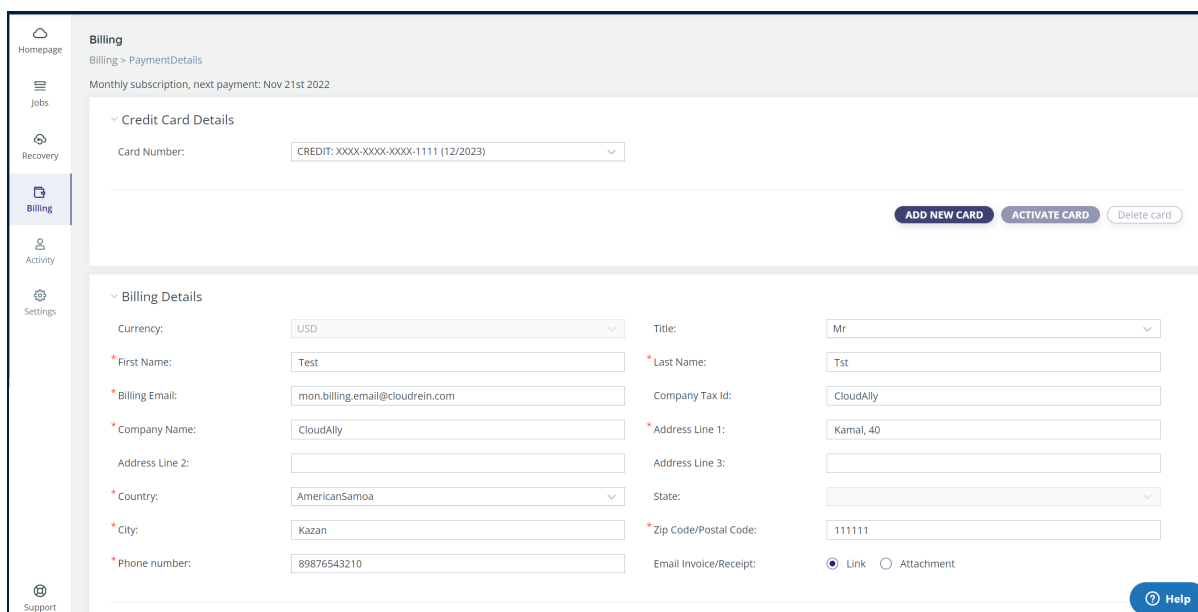 Billing
Billing > PaymentDetails
Monthly subscription, next payment: Nov 21st 2022
Homepage
Jobs
Recovery
Billing
Activity
Settings
Support
Credit Card Details
Card Number: CREDIT: XXXX-XXXX-XXXX-1111 (12/2023)
ADD NEW CARD ACTIVATE CARD Delete card
Billing Details
Currency: USD Title: Mr
* First Name: Test * Last Name: Tst
* Billing Email: mon.billing.email@cloudrein.com Company Tax Id: CloudAlly
* Company Name: CloudAlly * Address Line 1: Kamal, 40
Address Line 2: Address Line 3:
* Country: AmericanSamoa State:
* City: Kazan * Zip Code/Postal Code: 111111
* Phone number: 89876543210 Email Invoice/Receipt: Link Attachment
Help